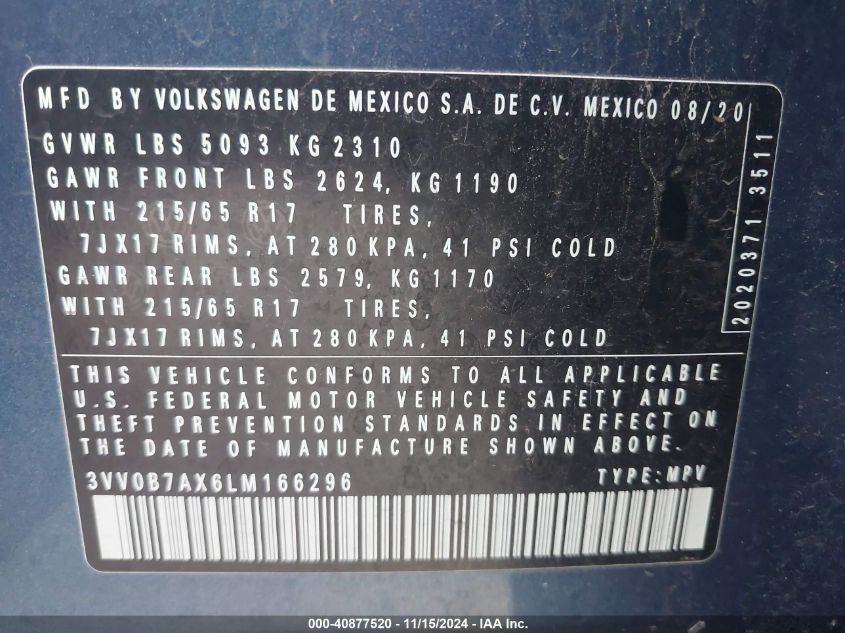 MFD BY VOLKSWAGEN DE MEXICO S.A. DE C.V. MEXICO 08/20
GVWR LBS 5093 KG 2310
GAWR FRONT LBS 2624, KG 1190
WITH 215/65 R17 TIRES,
7JX17 RIMS, AT 280 KPA, 41 PSI COLD
GAWR REAR LBS 2579, KG 1170
WITH 215/65 R17 TIRES,
7JX17 RIMS, AT 280 KPA, 41 PSI COLD
2020371 3511
THIS VEHICLE CONFORMS TO ALL APPLICABLE
U.S. FEDERAL MOTOR VEHICLE SAFETY AND
THEFT PREVENTION STANDARDS IN EFFECT ON
THE DATE OF MANUFACTURE SHOWN ABOVE.
3VV0B7AX6LM166296 TYPE: MPV
000-40877520 - 11/15/2024 - IAA Inc.